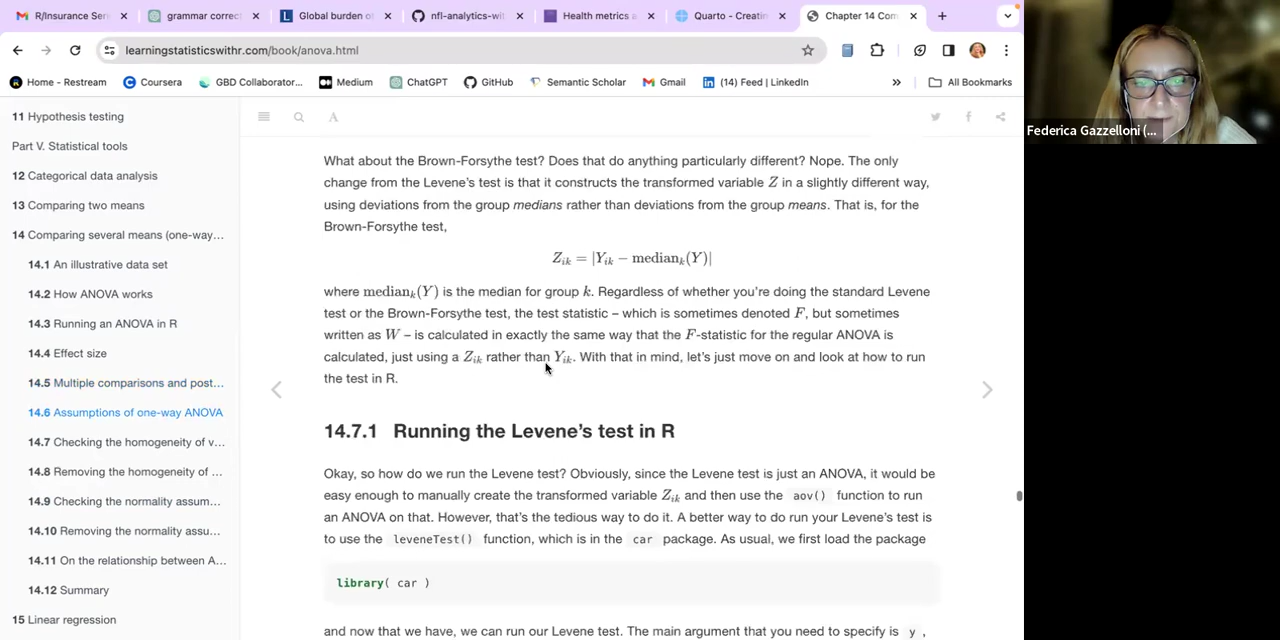 R/Insurance Seri
grammar correc
Global burden o
nfl-analytics-wit
Health metrics a
Quarto - Creatin
Chapter 14 Com
learningstatisticswithr.com/book/anova.html
Home - Restream
Coursera
GBD Collaborator...
Medium
ChatGPT
GitHub
Semantic Scholar
Gmail
(14) Feed | LinkedIn
»
All Bookmarks
Federica Gazzelloni (...
11 Hypothesis testing
Part V. Statistical tools
12 Categorical data analysis
13 Comparing two means
14 Comparing several means (one-way...
14.1 An illustrative data set
14.2 How ANOVA works
14.3 Running an ANOVA in R
14.4 Effect size
14.5 Multiple comparisons and post...
14.6 Assumptions of one-way ANOVA
14.7 Checking the homogeneity of v...
14.8 Removing the homogeneity of ...
14.9 Checking the normality assum...
14.10 Removing the normality assu...
14.11 On the relationship between A...
14.12 Summary
15 Linear regression
What about the Brown-Forsythe test? Does that do anything particularly different? Nope. The only
change from the Levene's test is that it constructs the transformed variable Z in a slightly different way,
using deviations from the group medians rather than deviations from the group means. That is, for the
Brown-Forsythe test,
Zik = |Yik − mediank(Y)|
where mediank(Y) is the median for group k. Regardless of whether you're doing the standard Levene
test or the Brown-Forsythe test, the test statistic – which is sometimes denoted F, but sometimes
written as W – is calculated in exactly the same way that the F-statistic for the regular ANOVA is
calculated, just using a Zik rather than Yik. With that in mind, let's just move on and look at how to run
the test in R.
14.7.1 Running the Levene's test in R
Okay, so how do we run the Levene test? Obviously, since the Levene test is just an ANOVA, it would be
easy enough to manually create the transformed variable Zik and then use the aov() function to run
an ANOVA on that. However, that's the tedious way to do it. A better way to do run your Levene's test is
to use the leveneTest() function, which is in the car package. As usual, we first load the package
library( car )
and now that we have, we can run our Levene test. The main argument that you need to specify is y ,